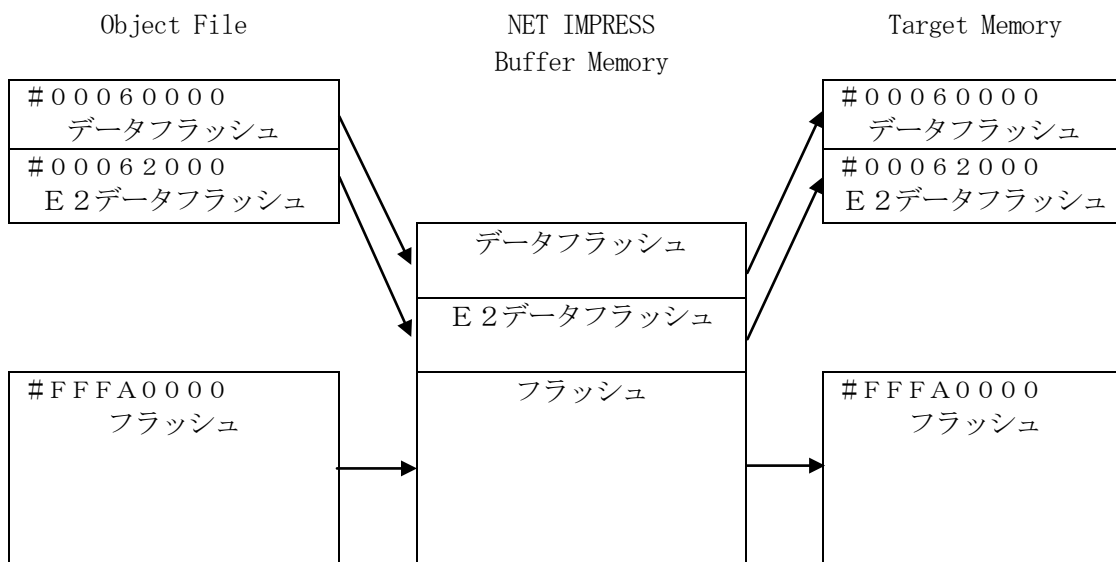 Object File
NET IMPRESS
Buffer Memory
Target Memory
#00060000
データフラッシュ
#00062000
E2データフラッシュ
#FFFA0000
フラッシュ
データフラッシュ
E2データフラッシュ
フラッシュ
#00060000
データフラッシュ
#00062000
E2データフラッシュ
#FFFA0000
フラッシュ